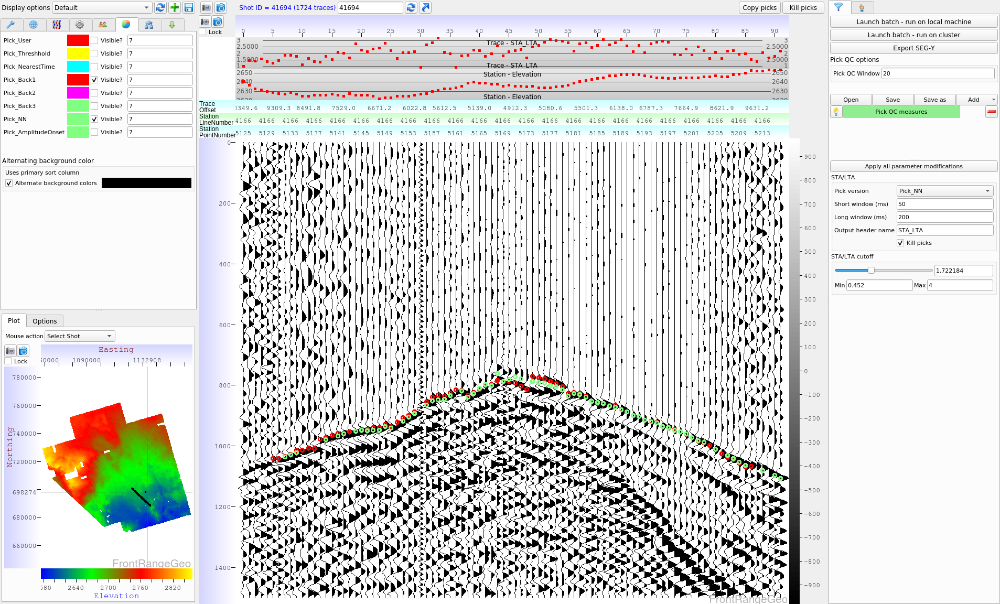 Display options Default
Pick_User Visible? 7
Pick_Threshhold Visible? 7
Pick_NearestTime Visible? 7
Pick_Back1 Visible? 7
Pick_Back2 Visible? 7
Pick_Back3 Visible? 7
Pick_NN Visible? 7
Pick_AmplitudeOnset Visible? 7
Alternating background color
Uses primary sort column
Alternate background colors
Plot Options
Mouse action Select Shot
Lock
Easting
1090000 1132908
Northing
780000
760000
740000
720000
698274
680000
660000
FrontRangeGeo
580 2640 2700 2760 2820
Elevation
Shot ID = 41694 (1724 traces) 41694
Copy picks Kill picks
Lock
0 5 10 15 20 25 30 35 40 45 50 55 60 65 70 75 80 85 90
3 Trace - STA_LTA 3
2.5000 2.5000
2 2
1.5000 1.5000
1 Trace - STA_LTA 1
2650 Station - Elevation 2650
2640 2640
2630 2630
Station - Elevation
Trace
Offset 9309.3 8491.8 7529.0 6671.2 6022.8 5612.5 5139.0 4912.3 5080.6 5501.3 6138.0 6787.3 7664.9 8621.9 9631.2
Station
LineNumber 4166 4166 4166 4166 4166 4166 4166 4166 4166 4166 4166 4166 4166 4166 4166 4166 4166 4166 4166 4166 4166 4166 4166
Station
PointNumber 5125 5129 5133 5137 5141 5145 5149 5153 5157 5161 5165 5169 5173 5177 5181 5185 5189 5193 5197 5201 5205 5209 5213
0
200
400
600
800
1000
1200
1400
FrontRangeGeo
900
800
700
600
500
400
300
200
100
0
-100
-200
-300
-400
-500
-600
-700
-800
-900
Launch batch - run on local machine
Launch batch - run on cluster
Export SEG-Y
Pick QC options
Pick QC Window 20
Open Save Save as Add
Pick QC measures
Apply all parameter modifications
STA/LTA
Pick version Pick_NN
Short window (ms) 50
Long window (ms) 200
Output header name STA_LTA
Kill picks
STA/LTA cutoff
1.722184
Min 0.452 Max 4